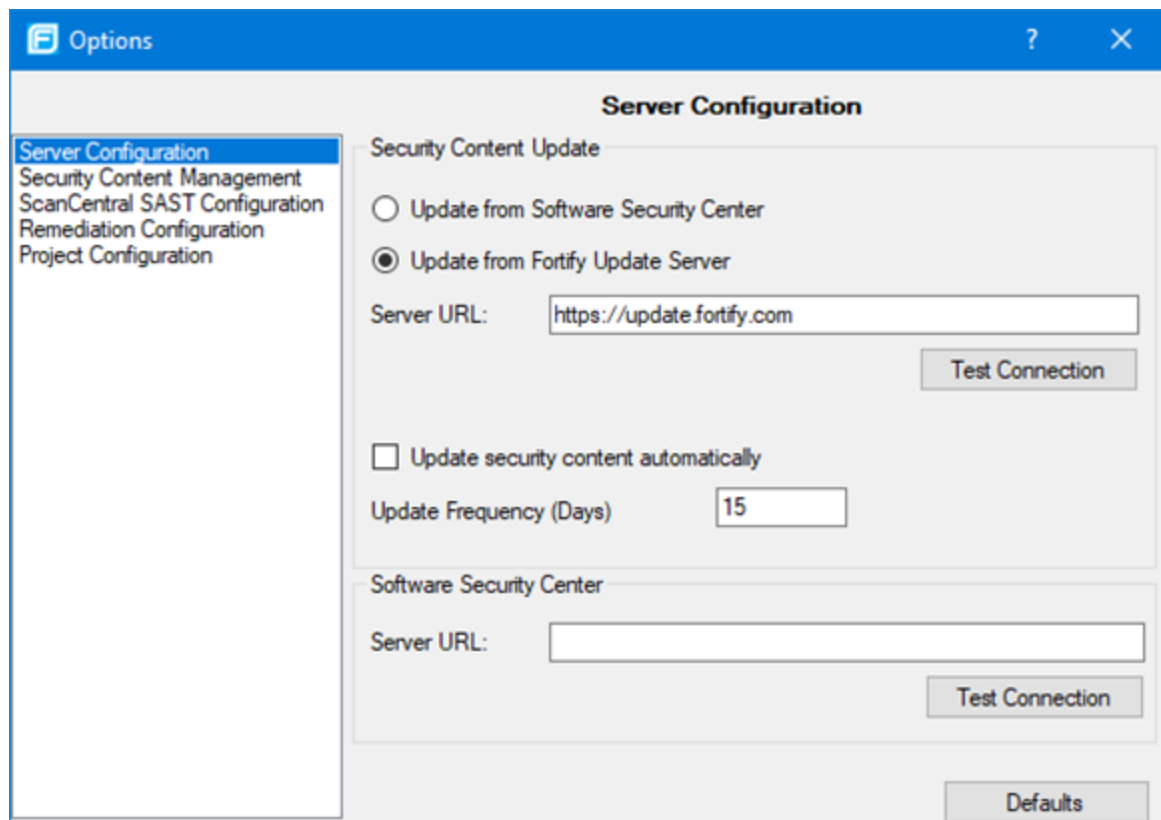 Options
Server Configuration
Server Configuration
Security Content Management
ScanCentral SAST Configuration
Remediation Configuration
Project Configuration
Security Content Update
Update from Software Security Center
Update from Fortify Update Server
Server URL: https://update.fortify.com
Test Connection
Update security content automatically
Update Frequency (Days) 15
Software Security Center
Server URL:
Test Connection
Defaults